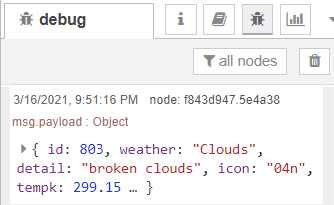 debug
all nodes
3/16/2021, 9:51:16 PM node: f843d947.5e4a38
msg.payload : Object
{ id: 803, weather: "Clouds",
detail: "broken clouds", icon: "04n",
tempk: 299.15 … }